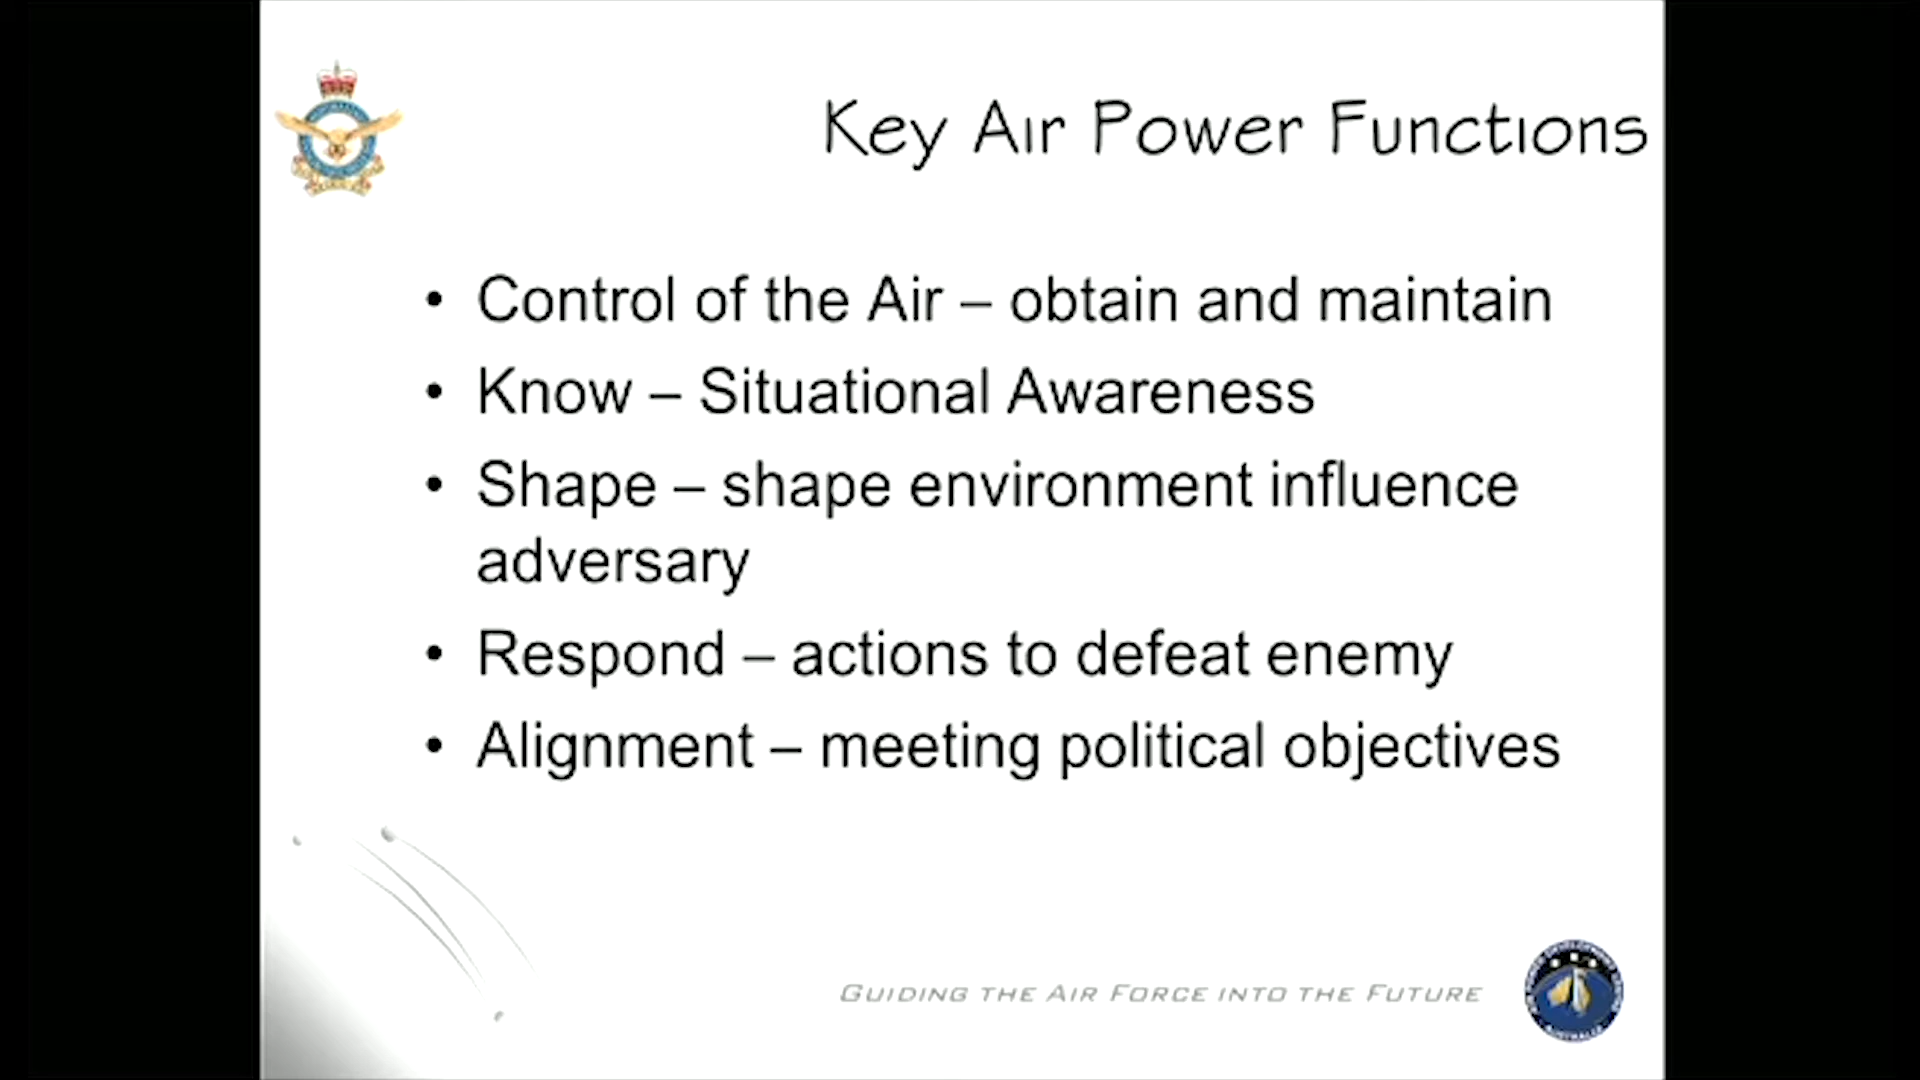 Key Air Power Functions
• Control of the Air – obtain and maintain
• Know – Situational Awareness
• Shape – shape environment influence
adversary
• Respond – actions to defeat enemy
• Alignment – meeting political objectives
GUIDING THE AIR FORCE INTO THE FUTURE
AUSTRALIA